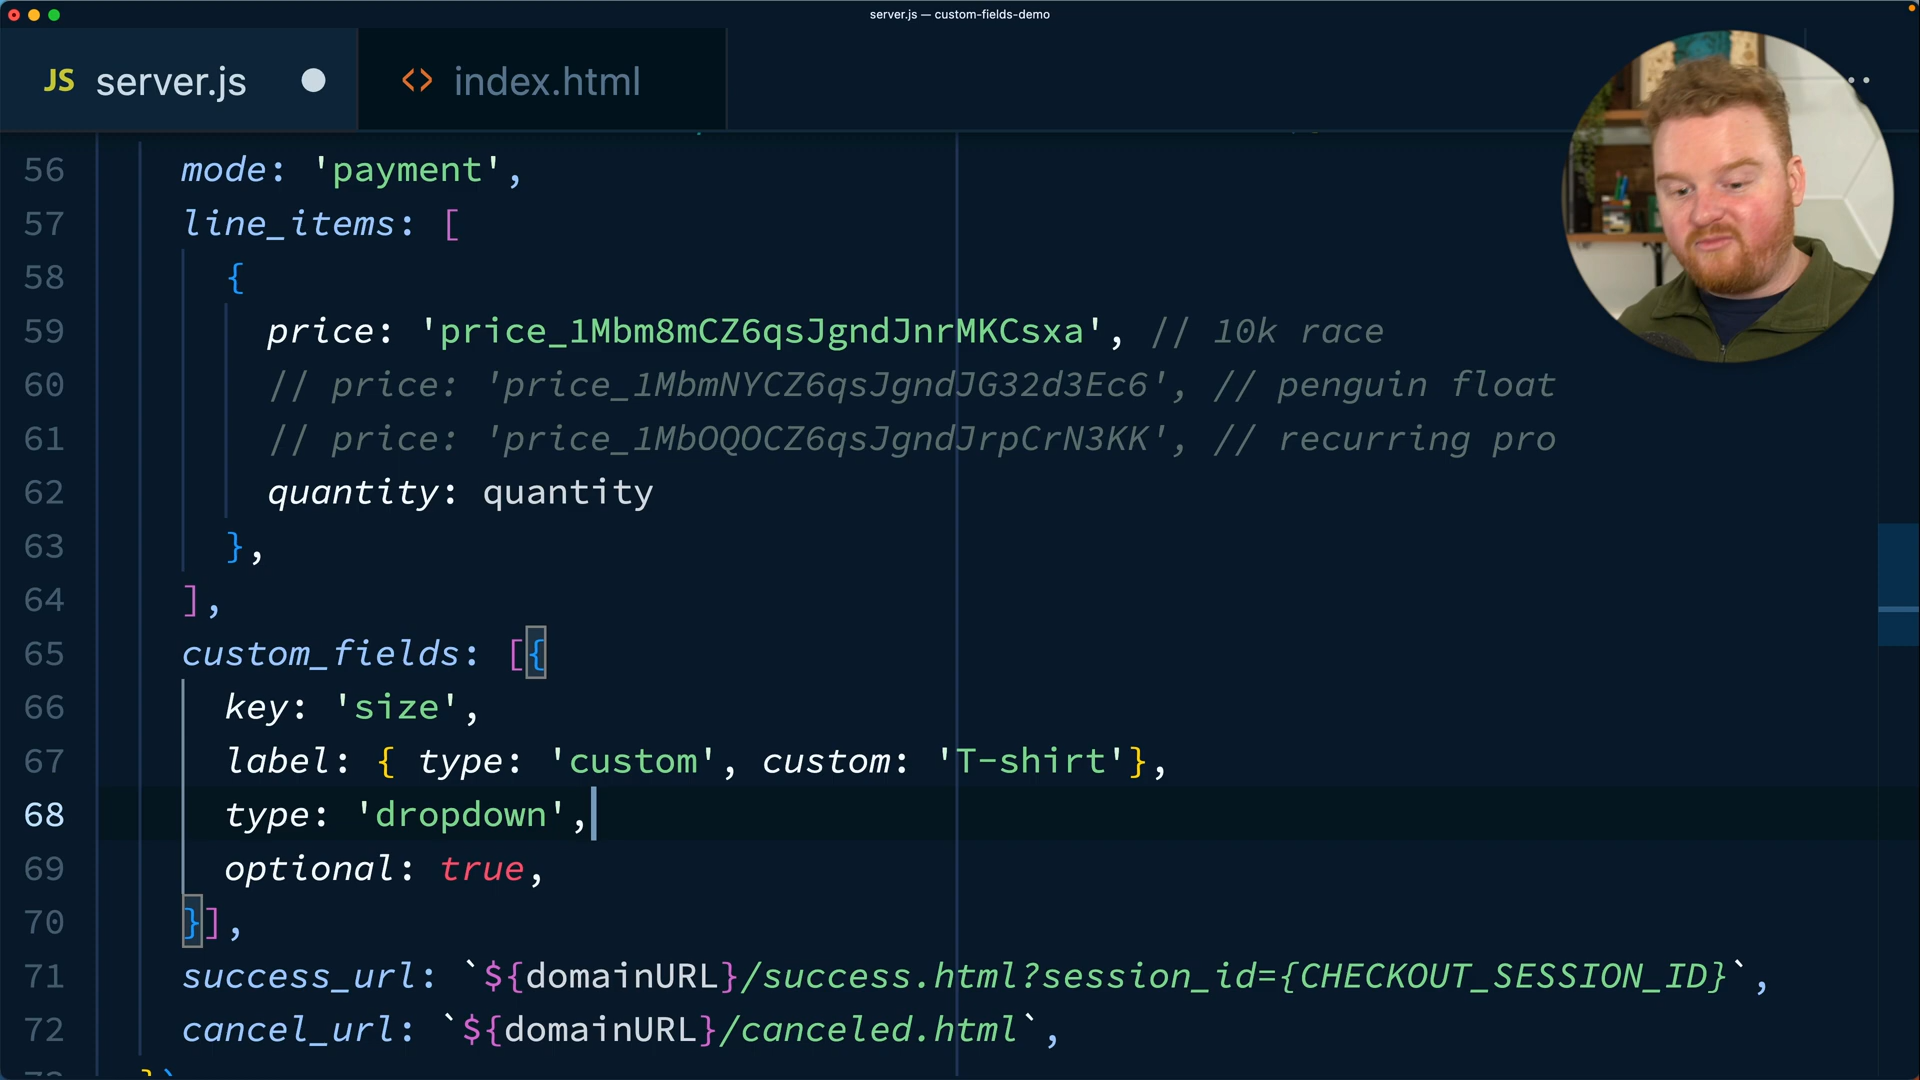 server.js — custom-fields-demo
JS server.js
<> index.html
56 mode: 'payment',
57 line_items: [
58 {
59 price: 'price_1Mbm8mCZ6qsJgndJnrMKCsxa', // 10k race
60 // price: 'price_1MbmNYCZ6qsJgndJG32d3Ec6', // penguin float
61 // price: 'price_1MbOQOCZ6qsJgndJrpCrN3KK', // recurring pro
62 quantity: quantity
63 },
64 ],
65 custom_fields: [{
66 key: 'size',
67 label: { type: 'custom', custom: 'T-shirt'},
68 type: 'dropdown',
69 optional: true,
70 }],
71 success_url: `${domainURL}/success.html?session_id={CHECKOUT_SESSION_ID}`,
72 cancel_url: `${domainURL}/canceled.html`,